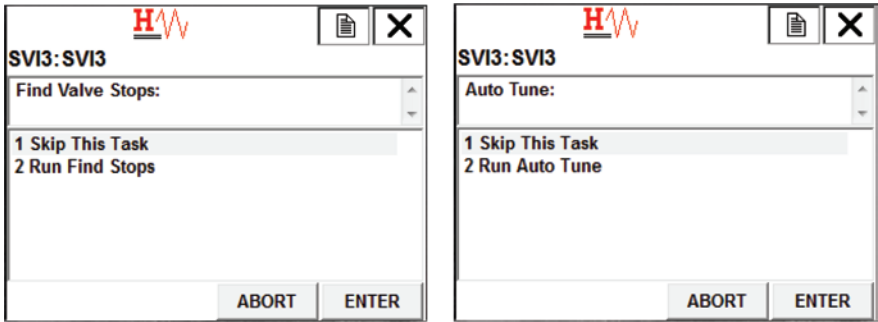 H
SVI3: SVI3
Find Valve Stops:
1 Skip This Task
2 Run Find Stops
ABORT
ENTER
H
SVI3: SVI3
Auto Tune:
1 Skip This Task
2 Run Auto Tune
ABORT
ENTER